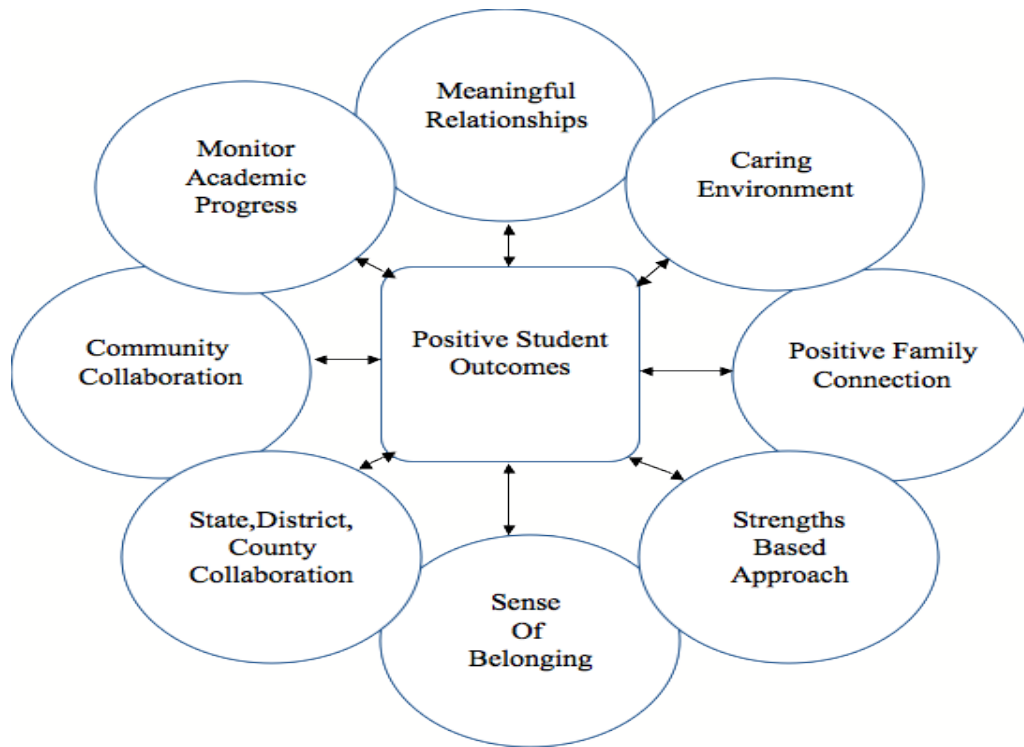 Meaningful
Relationships
Monitor
Academic
Progress
Caring
Environment
Community
Collaboration
Positive Student
Outcomes
Positive Family
Connection
State,District,
County
Collaboration
Strengths
Based
Approach
Sense
Of
Belonging